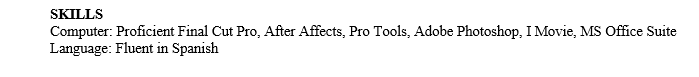 SKILLS
Computer: Proficient Final Cut Pro, After Affects, Pro Tools, Adobe Photoshop, I Movie, MS Office Suite
Language: Fluent in Spanish